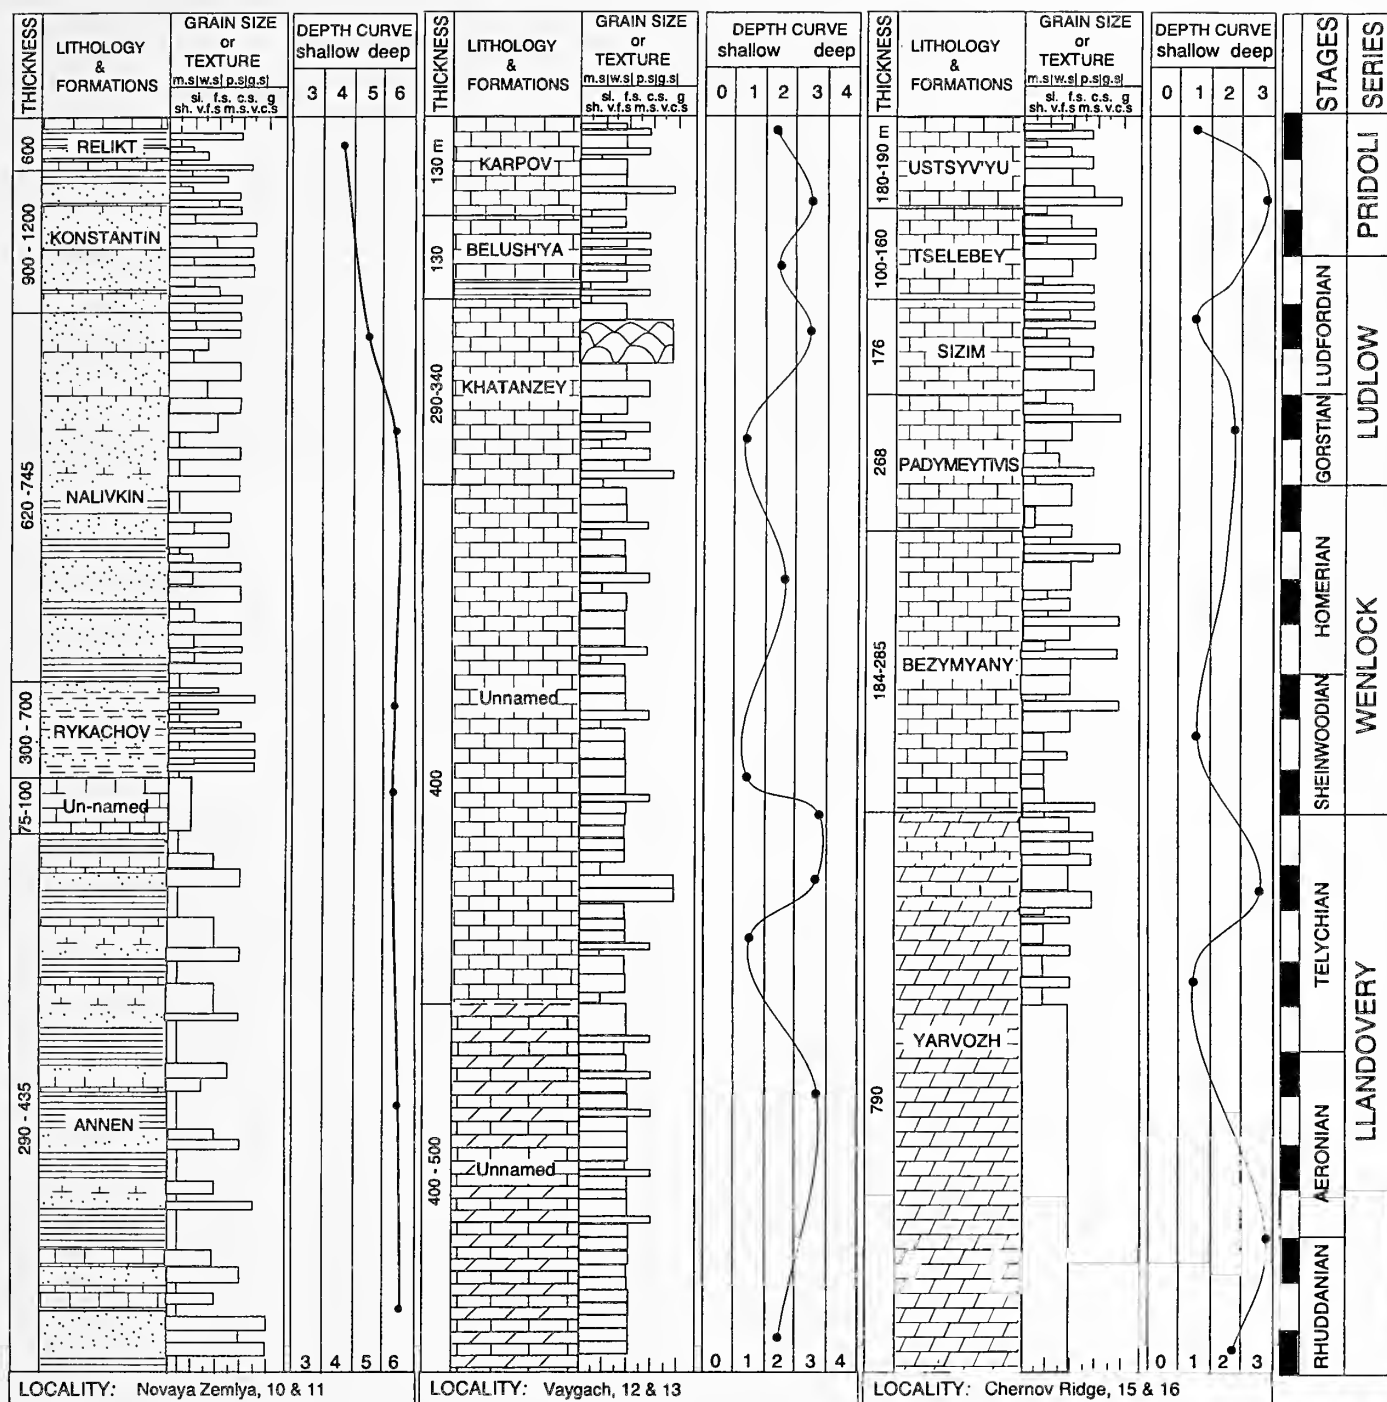 THICKNESS
LITHOLOGY
&
FORMATIONS
GRAIN SIZE
or
TEXTURE
m.s|w.s| p.s|g.s|
si. f.s. c.s. g
sh. v.f.s m.s. v.c.s
DEPTH CURVE
shallow deep
3 4 5 6
600
RELIKT
900 - 1200
KONSTANTIN
620 -745
NALIVKIN
300 - 700
RYKACHOV
75-100
Un-named
290 - 435
ANNEN
3 4 5 6
LOCALITY: Novaya Zemlya, 10 & 11
THICKNESS
LITHOLOGY
&
FORMATIONS
GRAIN SIZE
or
TEXTURE
m.s|w.s| p.s|g.s|
si. f.s. c.s. g
sh. v.f.s m.s. v.c.s
DEPTH CURVE
shallow deep
0 1 2 3 4
130 m
KARPOV
130
BELUSH'YA
290-340
KHATANZEY
400
Unnamed
400 - 500
Unnamed
0 1 2 3 4
LOCALITY: Vaygach, 12 & 13
THICKNESS
LITHOLOGY
&
FORMATIONS
GRAIN SIZE
or
TEXTURE
m.s|w.s| p.s|g.s|
si. f.s. c.s. g
sh. v.f.s m.s. v.c.s
DEPTH CURVE
shallow deep
0 1 2 3
180-190 m
USTSYV'YU
100-160
TSELEBEY
176
SIZIM
268
PADYMEYTIVIS
184-285
BEZYMYANY
790
YARVOZH
0 1 2 3
LOCALITY: Chernov Ridge, 15 & 16
STAGES
SERIES
PRIDOLI
LUDFORDIAN
GORSTIAN
LUDLOW
HOMERIAN
SHEINWOODIAN
WENLOCK
TELYCHIAN
AERONIAN
RHUDDANIAN
LLANDOVERY